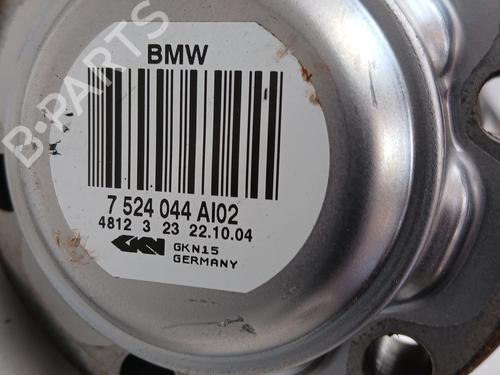 BMW
B-PARTS
7 524 044 AI02
4812 3 23 22.10.04
GKN
GKN15
GERMANY